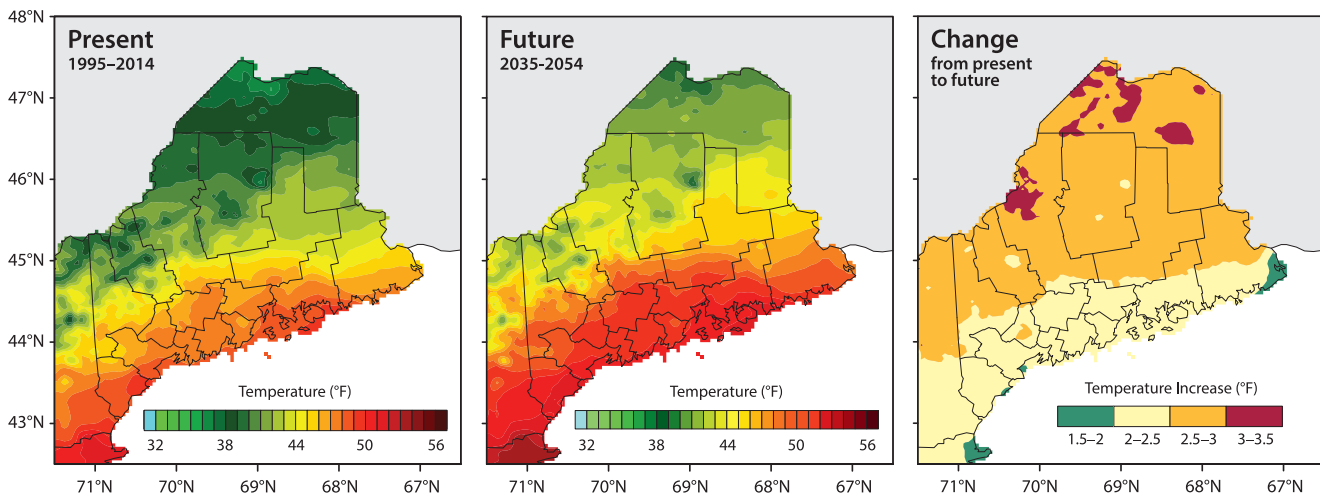 48°N
47°N
46°N
45°N
44°N
43°N
Present
1995–2014
Temperature (°F)
32 38 44 50 56
71°N 70°N 69°N 68°N 67°N
Future
2035-2054
Temperature (°F)
32 38 44 50 56
71°N 70°N 69°N 68°N 67°N
Change
from present
to future
Temperature Increase (°F)
1.5–2 2–2.5 2.5–3 3–3.5
71°N 70°N 69°N 68°N 67°N